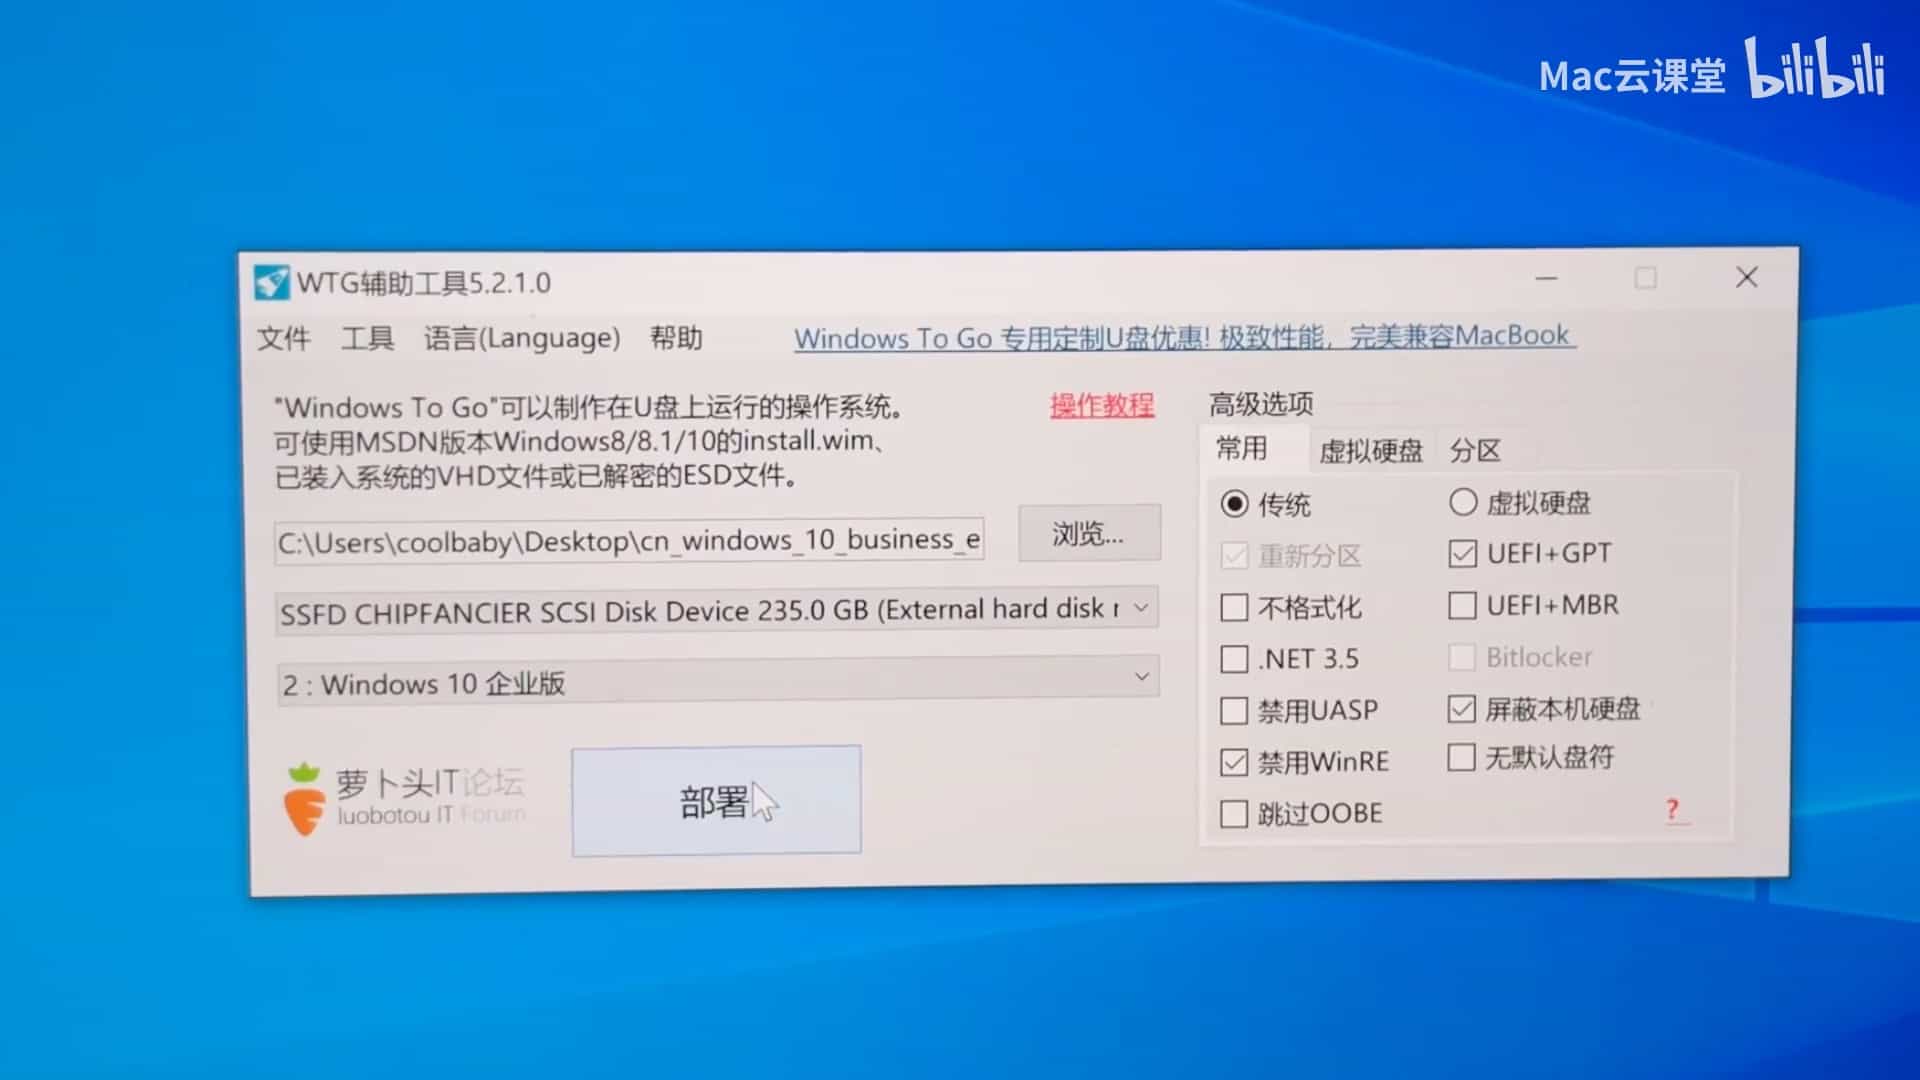 Mac云课堂 bilibili
WTG辅助工具5.2.1.0
文件 工具 语言(Language) 帮助 Windows To Go 专用定制U盘优惠! 极致性能，完美兼容MacBook
"Windows To Go"可以制作在U盘上运行的操作系统。
可使用MSDN版本Windows8/8.1/10的install.wim、
已装入系统的VHD文件或已解密的ESD文件。
操作教程
C:\Users\coolbaby\Desktop\cn_windows_10_business_e
浏览...
SSFD CHIPFANCIER SCSI Disk Device 235.0 GB (External hard disk r
2 : Windows 10 企业版
萝卜头IT论坛
luobotou IT Forum
部署
高级选项
常用 虚拟硬盘 分区
传统 虚拟硬盘
重新分区 UEFI+GPT
不格式化 UEFI+MBR
.NET 3.5 Bitlocker
禁用UASP 屏蔽本机硬盘
禁用WinRE 无默认盘符
跳过OOBE ?